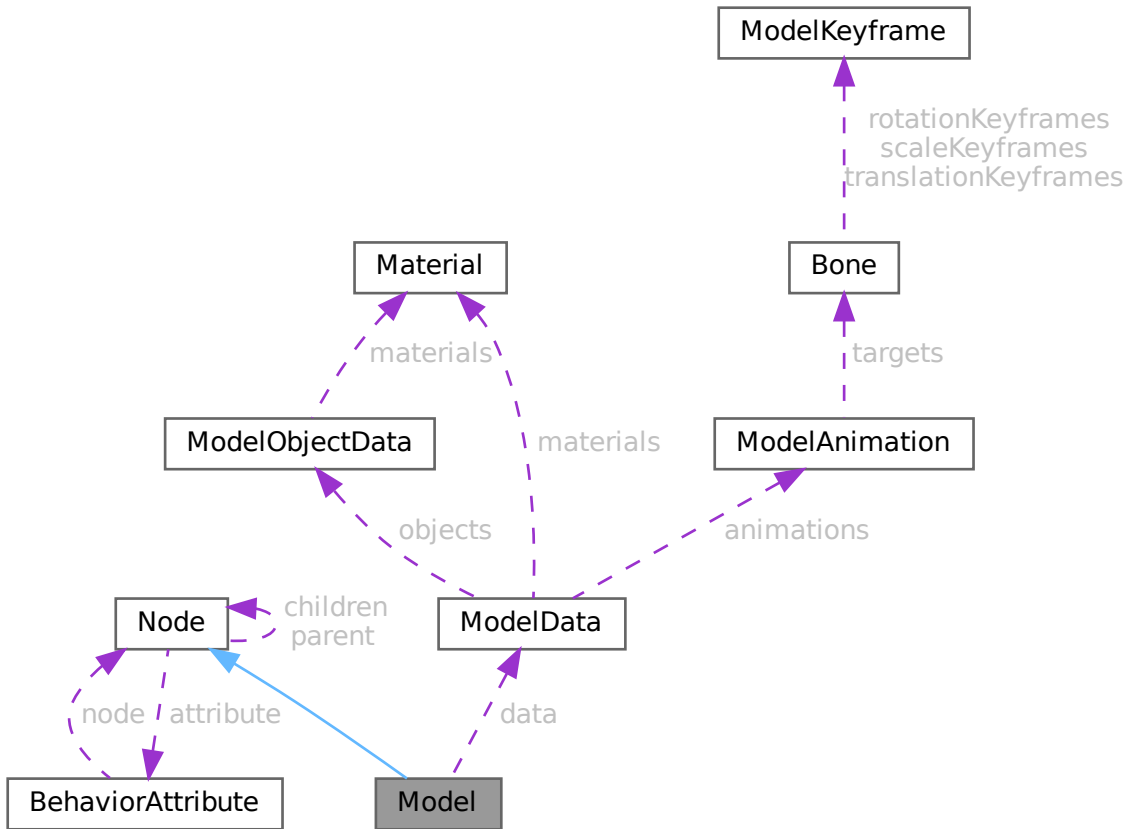 ModelKeyframe
rotationKeyframes
scaleKeyframes
translationKeyframes
Material
Bone
materials
targets
ModelObjectData
materials
ModelAnimation
objects
animations
Node
children
parent
ModelData
node
attribute
data
BehaviorAttribute
Model